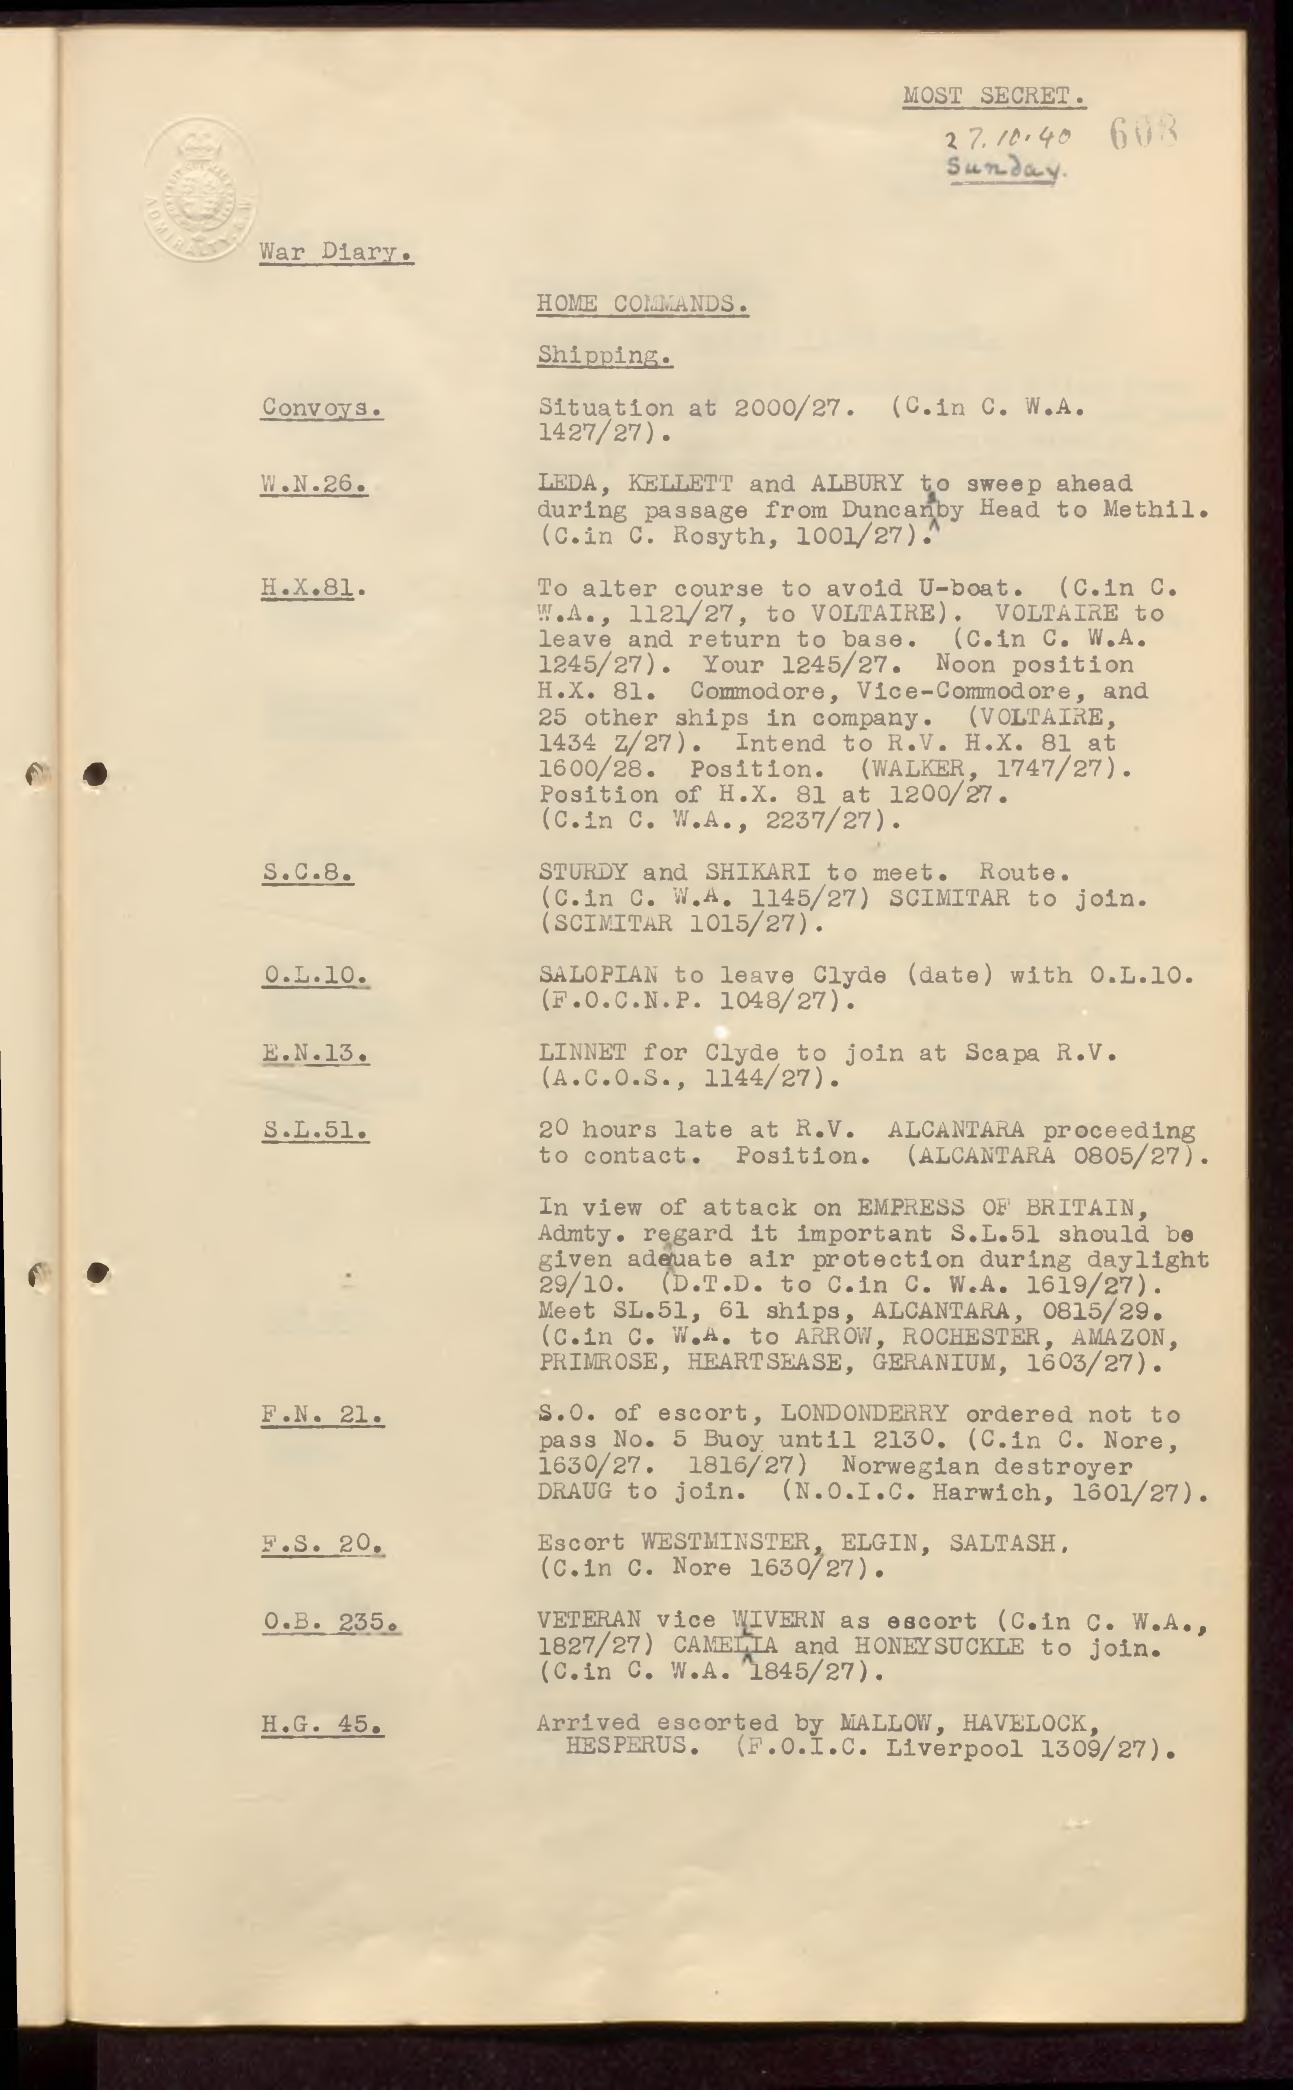 MOST SECRET.
27.10.40 608
Sunday.
ADMIRALTY. S.W
War Diary.
HOME COMMANDS.
Shipping.
Convoys. Situation at 2000/27. (C.in C. W.A.
1427/27).
W.N.26. LEDA, KELLETT and ALBURY to sweep ahead
during passage from Duncansby Head to Methil.
(C.in C. Rosyth, 1001/27).
H.X.81. To alter course to avoid U-boat. (C.in C.
W.A., 1121/27, to VOLTAIRE). VOLTAIRE to
leave and return to base. (C.in C. W.A.
1245/27). Your 1245/27. Noon position
H.X. 81. Commodore, Vice-Commodore, and
25 other ships in company. (VOLTAIRE,
1434 Z/27). Intend to R.V. H.X. 81 at
1600/28. Position. (WALKER, 1747/27).
Position of H.X. 81 at 1200/27.
(C.in C. W.A., 2237/27).
S.C.8. STURDY and SHIKARI to meet. Route.
(C.in C. W.A. 1145/27) SCIMITAR to join.
(SCIMITAR 1015/27).
O.L.10. SALOPIAN to leave Clyde (date) with O.L.10.
(F.O.C.N.P. 1048/27).
E.N.13. LINNET for Clyde to join at Scapa R.V.
(A.C.O.S., 1144/27).
S.L.51. 20 hours late at R.V. ALCANTARA proceeding
to contact. Position. (ALCANTARA 0805/27).
In view of attack on EMPRESS OF BRITAIN,
Admty. regard it important S.L.51 should be
given adequate air protection during daylight
29/10. (D.T.D. to C.in C. W.A. 1619/27).
Meet SL.51, 61 ships, ALCANTARA, 0815/29.
(C.in C. W.A. to ARROW, ROCHESTER, AMAZON,
PRIMROSE, HEARTSEASE, GERANIUM, 1603/27).
F.N. 21. S.O. of escort, LONDONDERRY ordered not to
pass No. 5 Buoy until 2130. (C.in C. Nore,
1630/27. 1816/27) Norwegian destroyer
DRAUG to join. (N.O.I.C. Harwich, 1601/27).
F.S. 20. Escort WESTMINSTER, ELGIN, SALTASH.
(C.in C. Nore 1630/27).
O.B. 235. VETERAN vice WIVERN as escort (C.in C. W.A.,
1827/27) CAMELLIA and HONEYSUCKLE to join.
(C.in C. W.A. 1845/27).
H.G. 45. Arrived escorted by MALLOW, HAVELOCK,
HESPERUS. (F.O.I.C. Liverpool 1309/27).